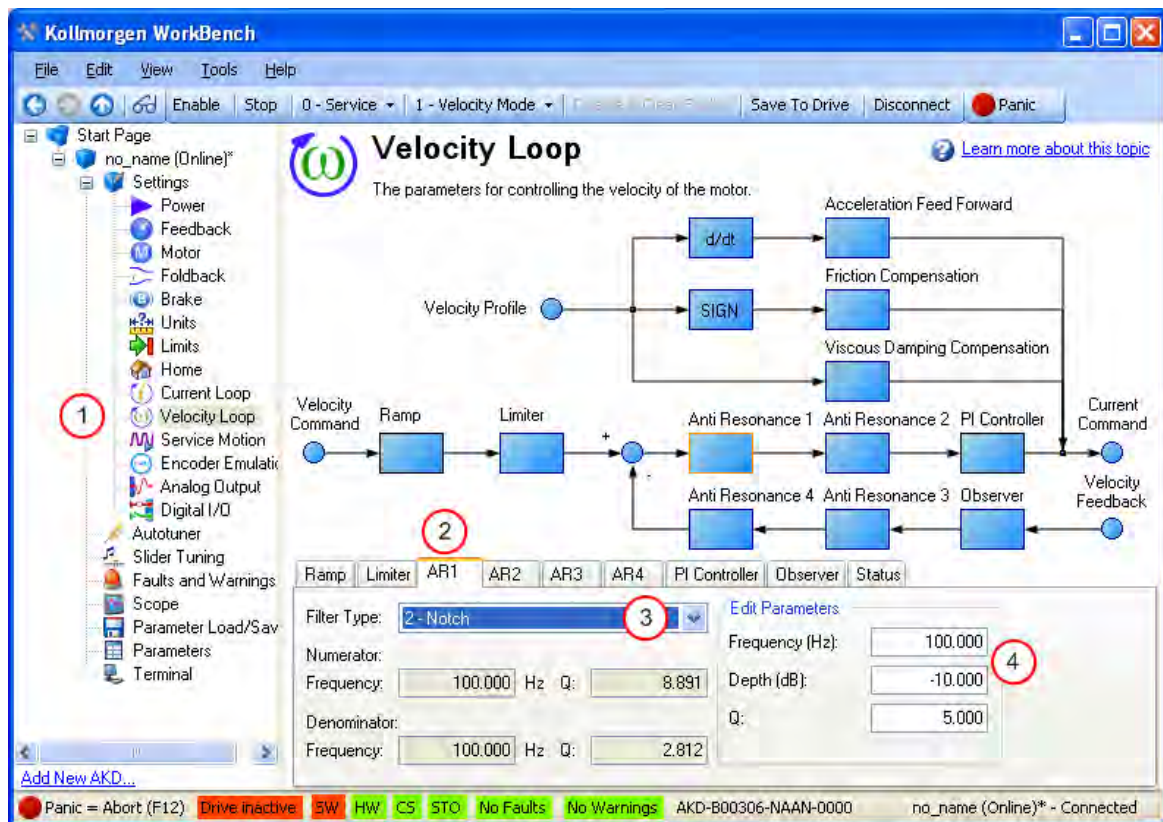 Kollmorgen WorkBench
File Edit View Tools Help
Enable Stop 0 - Service 1 - Velocity Mode Save To Drive Disconnect Panic
Start Page
no_name (Online)*
Settings
Power
Feedback
Motor
Foldback
Brake
Units
Limits
Home
Current Loop
1
Velocity Loop
Service Motion
Encoder Emulatic
Analog Output
Digital I/O
Autotuner
Slider Tuning
Faults and Warnings
Scope
Parameter Load/Sav
Parameters
Terminal
Add New AKD...
ω
Velocity Loop
Learn more about this topic
The parameters for controlling the velocity of the motor.
Acceleration Feed Forward
d/dt
Friction Compensation
Velocity Profile
SIGN
Viscous Damping Compensation
Velocity Command
Ramp
Limiter
+
-
Anti Resonance 1
Anti Resonance 2
PI Controller
Current Command
Anti Resonance 4
Anti Resonance 3
Observer
Velocity Feedback
2
Ramp Limiter AR1 AR2 AR3 AR4 PI Controller Observer Status
Filter Type: 2 - Notch
3
Numerator:
Frequency: 100.000 Hz Q: 8.891
Denominator:
Frequency: 100.000 Hz Q: 2.812
Edit Parameters
Frequency (Hz): 100.000
Depth (dB): -10.000
4
Q: 5.000
Panic = Abort (F12) Drive Inactive SW HW CS STO No Faults No Warnings AKD-B00306-NAAN-0000 no_name (Online)* - Connected